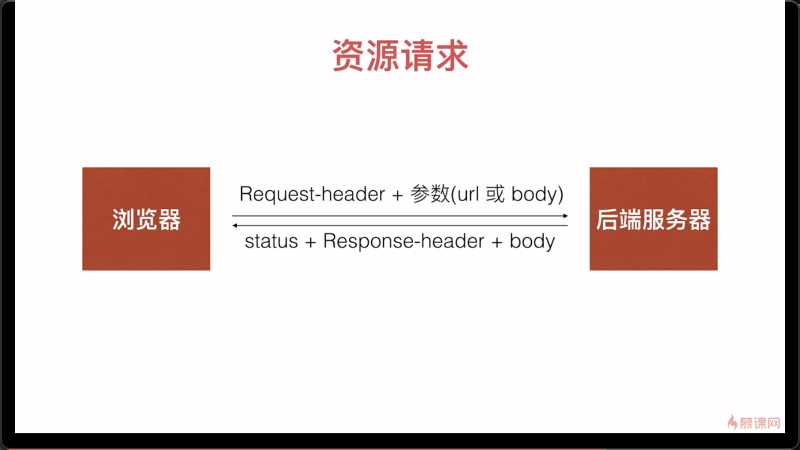 资源请求
Request-header + 参数(url 或 body)
浏览器
后端服务器
status + Response-header + body
慕课网